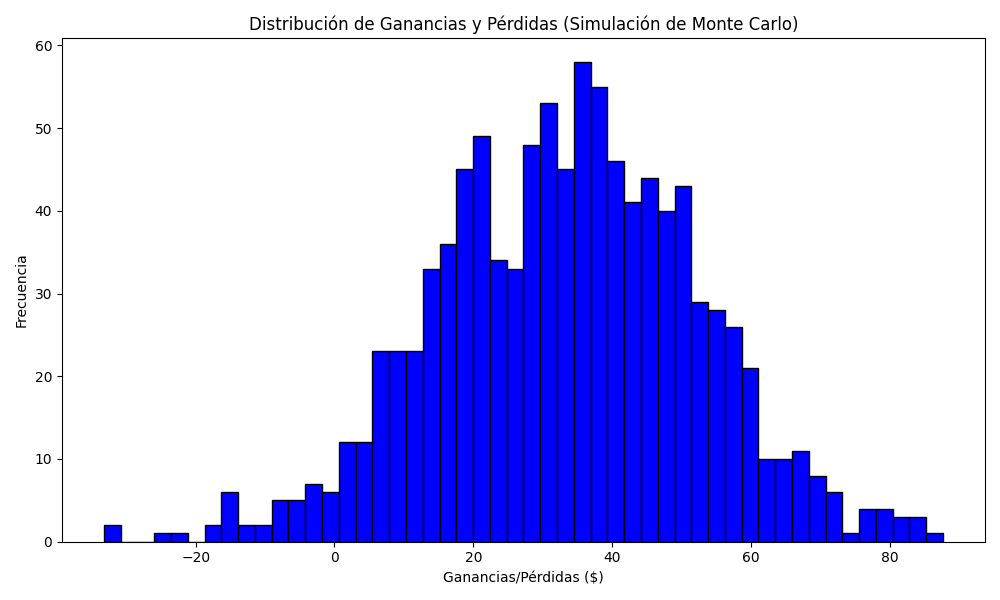 Distribución de Ganancias y Pérdidas (Simulación de Monte Carlo)
60
50
40
30
20
10
0
Frecuencia
−20 0 20 40 60 80
Ganancias/Pérdidas ($)